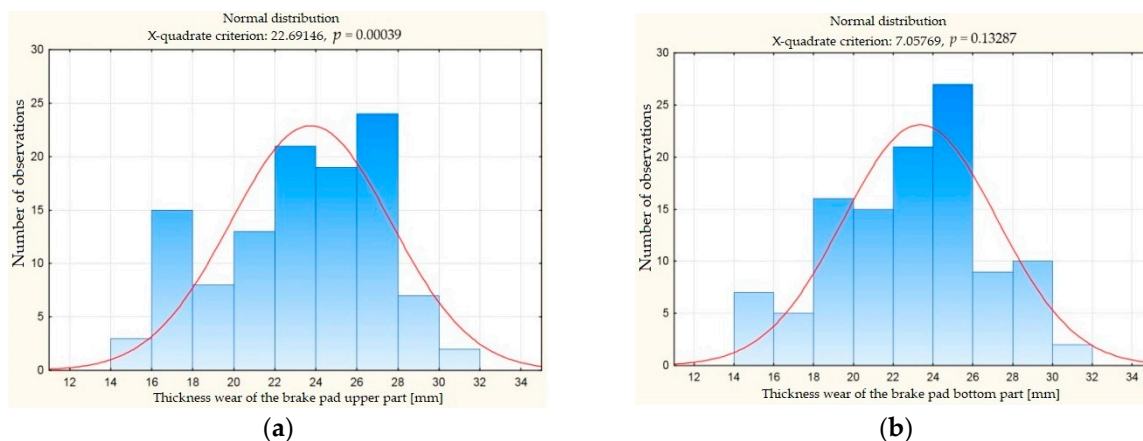 Normal distribution
X-quadrate criterion: 22.69146, p = 0.00039
30
25
20
15
10
5
0
Number of observations
12 14 16 18 20 22 24 26 28 30 32 34
Thickness wear of the brake pad upper part [mm]
(a)
Normal distribution
X-quadrate criterion: 7.05769, p = 0.13287
30
25
20
15
10
5
0
Number of observations
12 14 16 18 20 22 24 26 28 30 32 34
Thickness wear of the brake pad bottom part [mm]
(b)